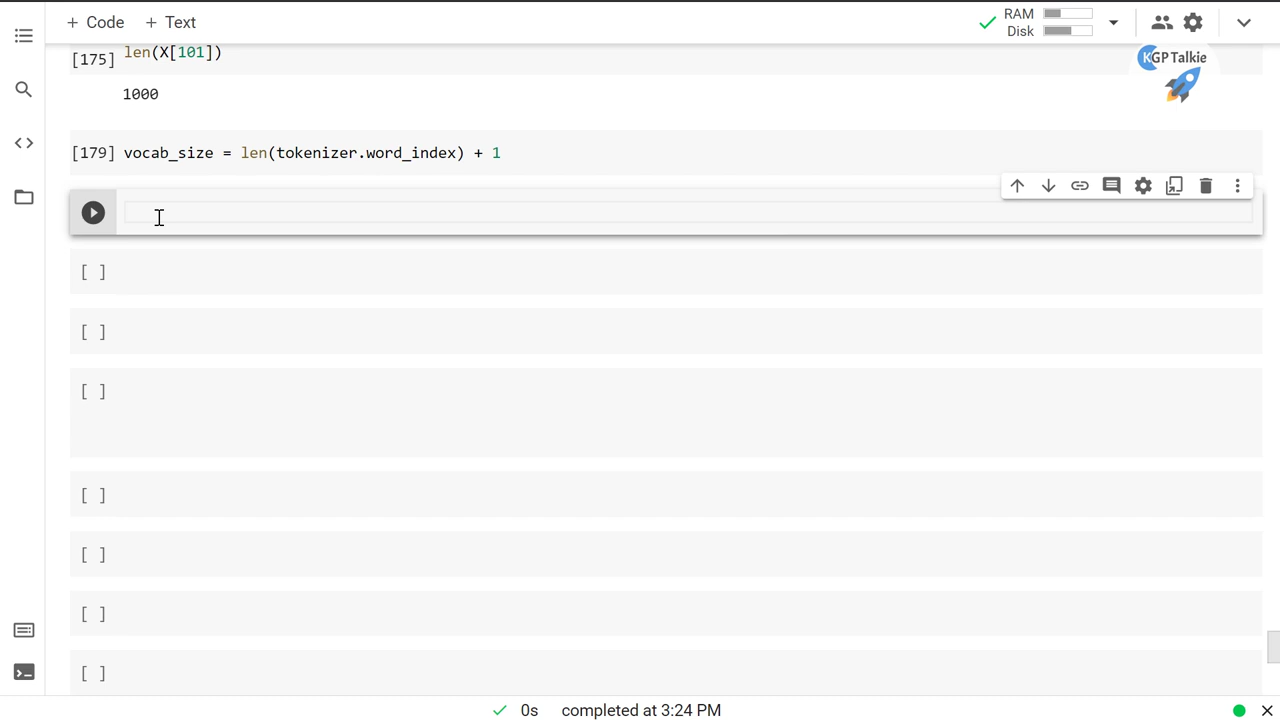 + Code + Text
RAM
Disk
[175] len(X[101])
KGP Talkie
1000
[179] vocab_size = len(tokenizer.word_index) + 1
[ ]
[ ]
[ ]
[ ]
[ ]
[ ]
[ ]
0s completed at 3:24 PM